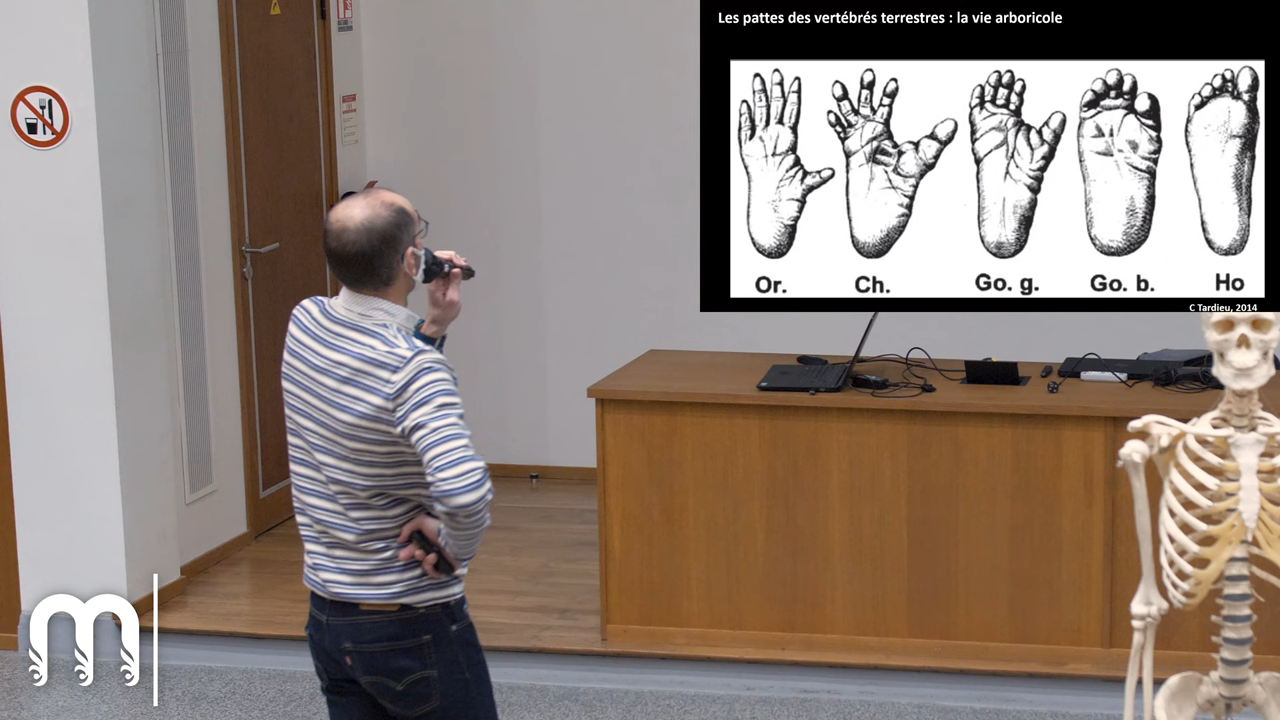 Les pattes des vertébrés terrestres : la vie arboricole
Or. Ch. Go. g. Go. b. Ho
C Tardieu, 2014
m